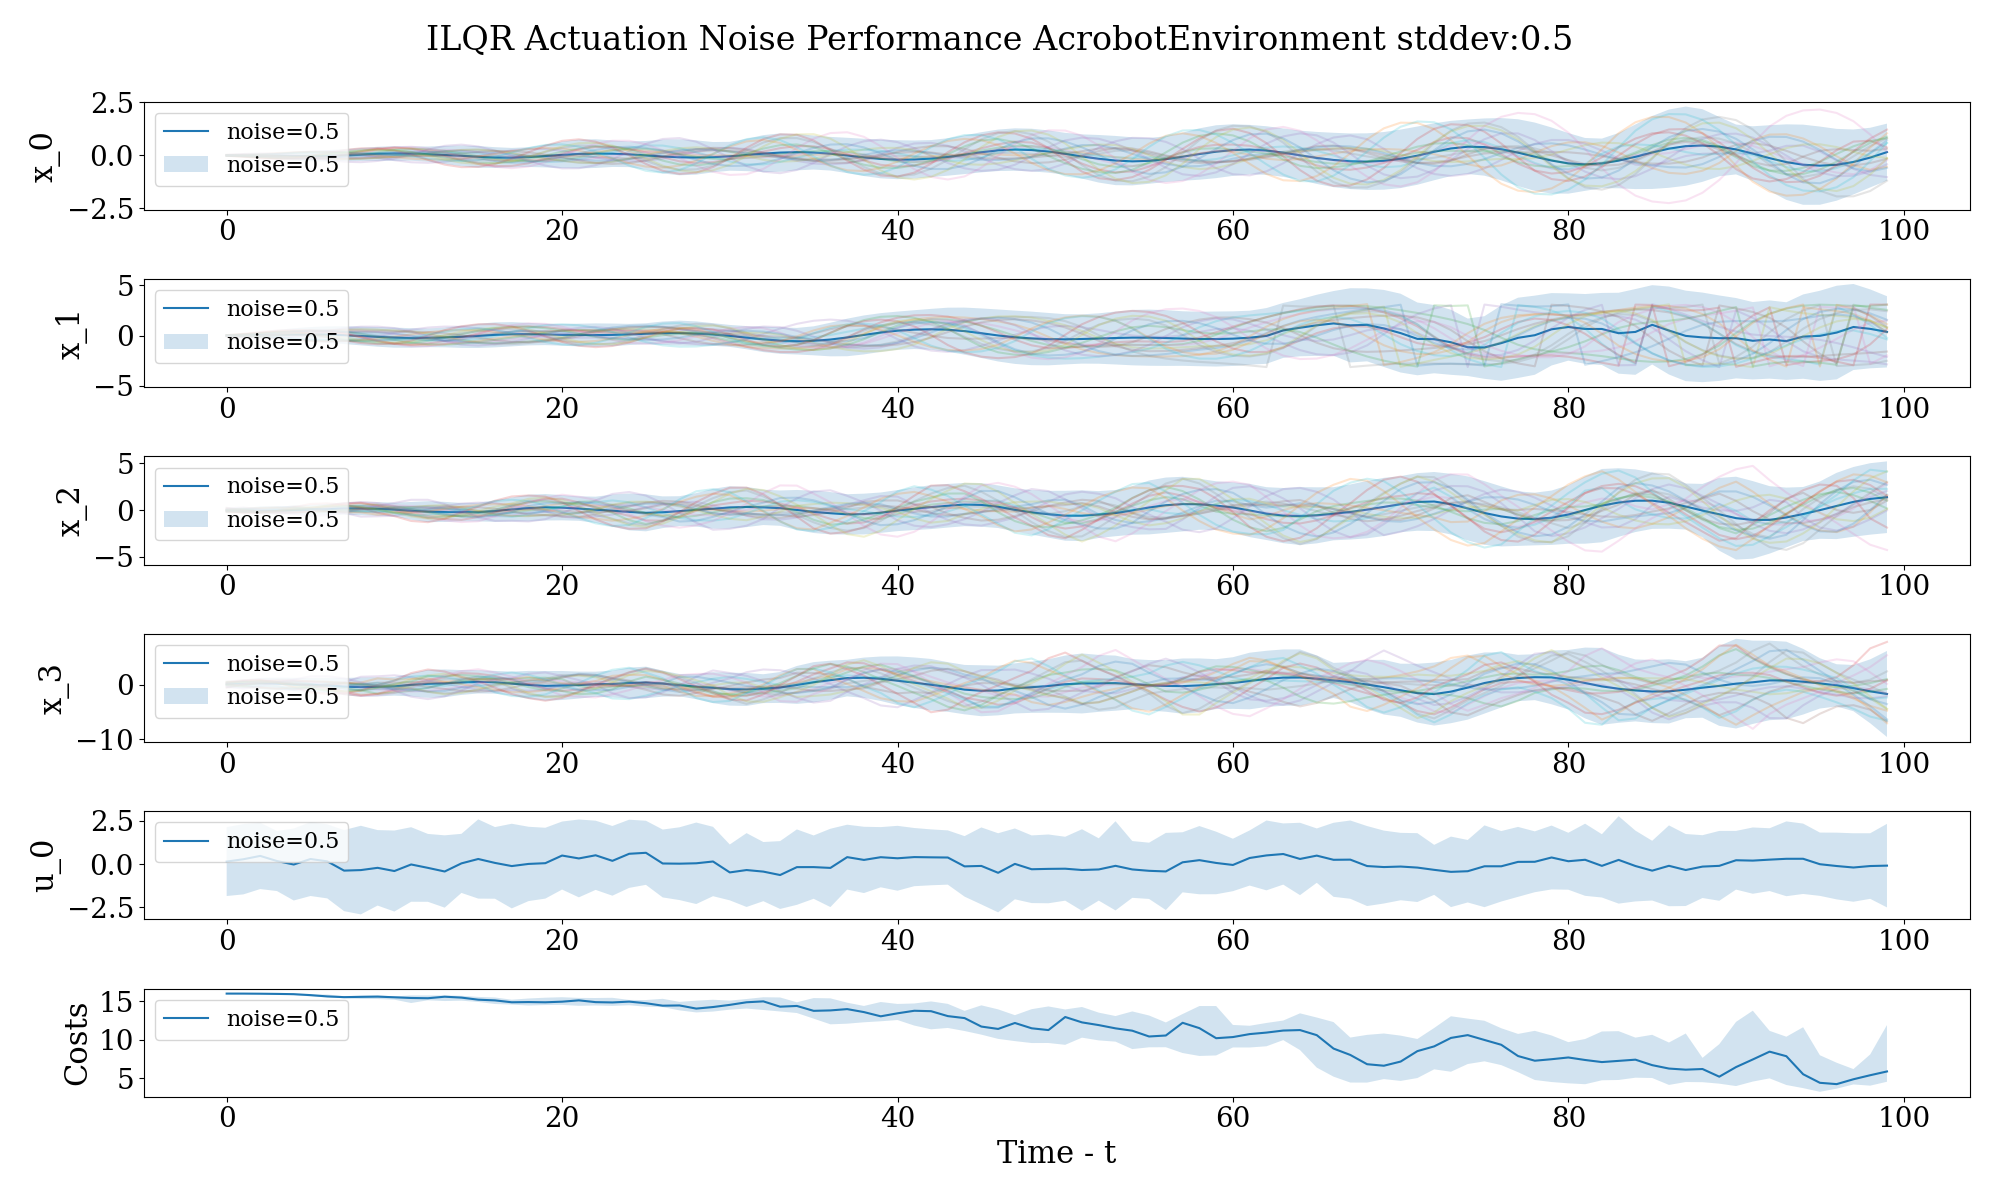 ILQR Actuation Noise Performance AcrobotEnvironment stddev:0.5
x_0
2.5
0.0
−2.5
noise=0.5
noise=0.5
0 20 40 60 80 100
x_1
5
0
−5
noise=0.5
noise=0.5
0 20 40 60 80 100
x_2
5
0
−5
noise=0.5
noise=0.5
0 20 40 60 80 100
x_3
0
−10
noise=0.5
noise=0.5
0 20 40 60 80 100
u_0
2.5
0.0
−2.5
noise=0.5
0 20 40 60 80 100
Costs
15
10
5
noise=0.5
0 20 40 60 80 100
Time - t